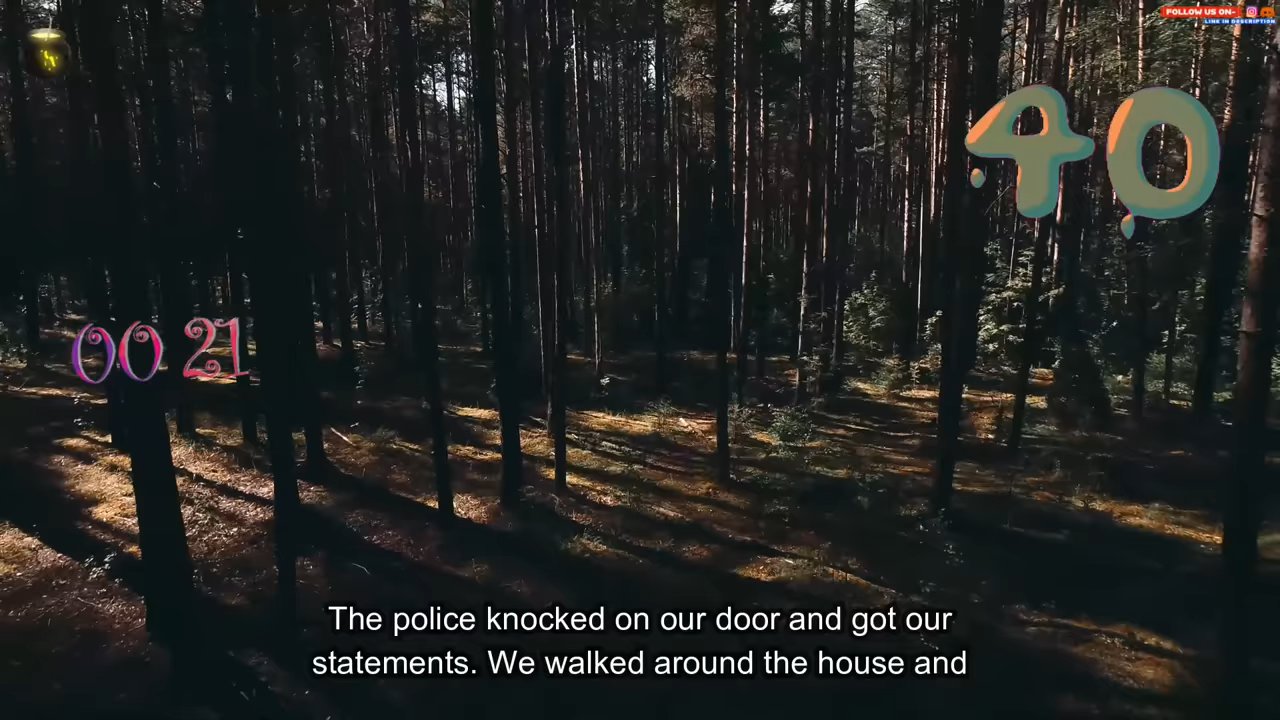 FOLLOW US ON-
LINK IN DESCRIPTION
40
00 21
The police knocked on our door and got our
statements. We walked around the house and